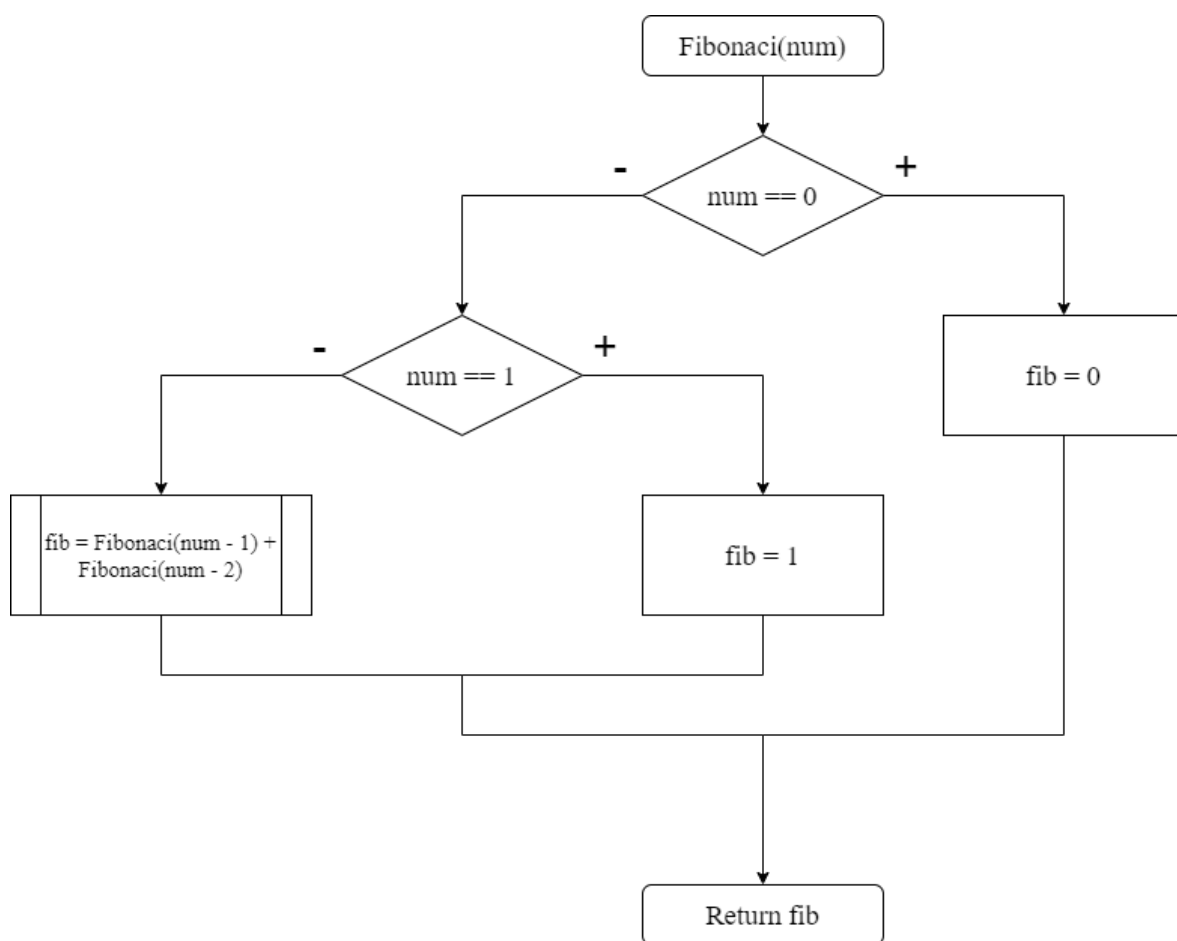 Fibonaci(num)
-
+
num == 0
-
+
num == 1
fib = 0
fib = Fibonaci(num - 1) +
Fibonaci(num - 2)
fib = 1
Return fib